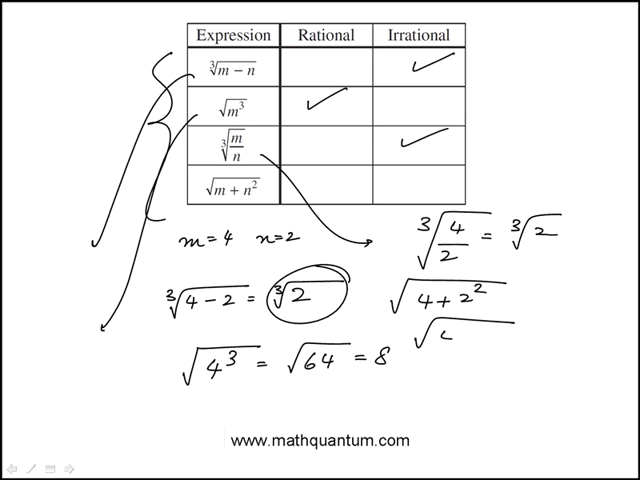 Expression Rational Irrational
∛(m − n) ✓
√(m³) ✓
∛(m/n) ✓
√(m + n²)
m = 4 n = 2
∛(4/2) = ∛2
∛(4 − 2) = ∛2
√(4 + 2²)
√4
√(4³) = √64 = 8
www.mathquantum.com